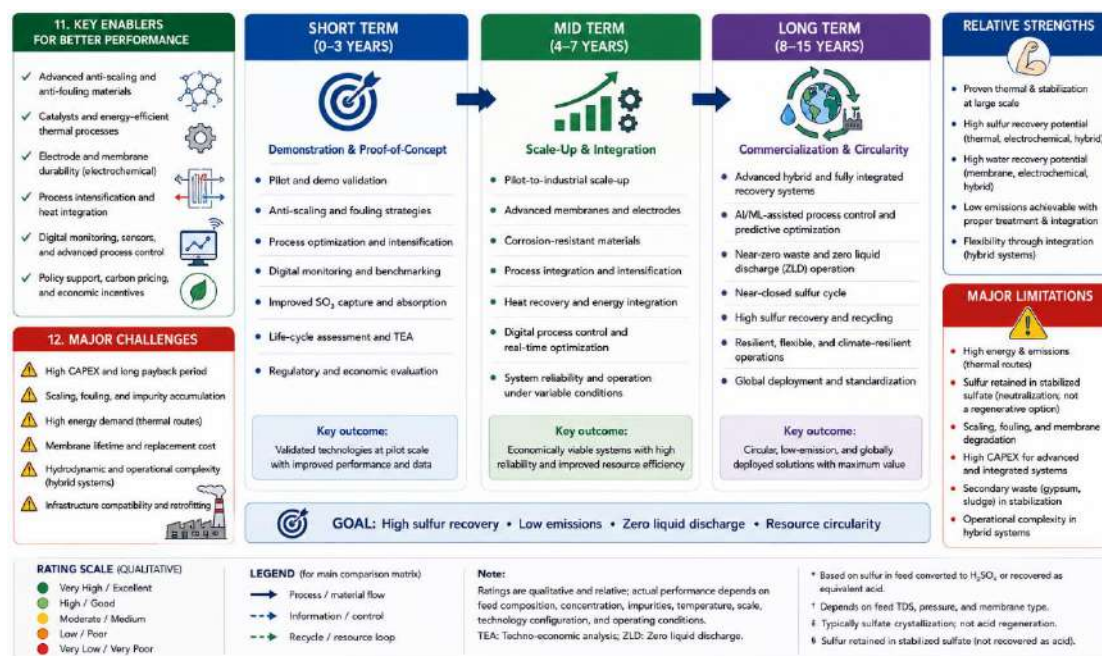 11. KEY ENABLERS
FOR BETTER PERFORMANCE
✓ Advanced anti-scaling and
anti-fouling materials
✓ Catalysts and energy-efficient
thermal processes
✓ Electrode and membrane
durability (electrochemical)
✓ Process intensification and
heat integration
✓ Digital monitoring, sensors,
and advanced process control
✓ Policy support, carbon pricing,
and economic incentives
12. MAJOR CHALLENGES
High CAPEX and long payback period
Scaling, fouling, and impurity accumulation
High energy demand (thermal routes)
Membrane lifetime and replacement cost
Hydrodynamic and operational complexity
(hybrid systems)
Infrastructure compatibility and retrofitting
SHORT TERM
(0–3 YEARS)
Demonstration & Proof-of-Concept
• Pilot and demo validation
• Anti-scaling and fouling strategies
• Process optimization and intensification
• Digital monitoring and benchmarking
• Improved SO₂ capture and absorption
• Life-cycle assessment and TEA
• Regulatory and economic evaluation
Key outcome:
Validated technologies at pilot scale
with improved performance and data
MID TERM
(4–7 YEARS)
Scale-Up & Integration
• Pilot-to-industrial scale-up
• Advanced membranes and electrodes
• Corrosion-resistant materials
• Process integration and intensification
• Heat recovery and energy integration
• Digital process control and
real-time optimization
• System reliability and operation
under variable conditions
Key outcome:
Economically viable systems with high
reliability and improved resource efficiency
LONG TERM
(8–15 YEARS)
Commercialization & Circularity
• Advanced hybrid and fully integrated
recovery systems
• AI/ML-assisted process control and
predictive optimization
• Near-zero waste and zero liquid
discharge (ZLD) operation
• Near-closed sulfur cycle
• High sulfur recovery and recycling
• Resilient, flexible, and climate-resilient
operations
• Global deployment and standardization
Key outcome:
Circular, low-emission, and globally
deployed solutions with maximum value
GOAL: High sulfur recovery • Low emissions • Zero liquid discharge • Resource circularity
RELATIVE STRENGTHS
• Proven thermal & stabilization
at large scale
• High sulfur recovery potential
(thermal, electrochemical, hybrid)
• High water recovery potential
(membrane, electrochemical,
hybrid)
• Low emissions achievable with
proper treatment & integration
• Flexibility through integration
(hybrid systems)
MAJOR LIMITATIONS
• High energy & emissions
(thermal routes)
• Sulfur retained in stabilized
sulfate (neutralization; not
a regenerative option)
• Scaling, fouling, and membrane
degradation
• High CAPEX for advanced
and integrated systems
• Secondary waste (gypsum,
sludge) in stabilization
• Operational complexity in
hybrid systems
RATING SCALE (QUALITATIVE)
Very High / Excellent
High / Good
Moderate / Medium
Low / Poor
Very Low / Very Poor
LEGEND (for main comparison matrix)
Process / material flow
Information / control
Recycle / resource loop
Note:
Ratings are qualitative and relative; actual performance depends on
feed composition, concentration, impurities, temperature, scale,
technology configuration, and operating conditions.
TEA: Techno-economic analysis; ZLD: Zero liquid discharge.
* Based on sulfur in feed converted to H₂SO₄ or recovered as
equivalent acid.
† Depends on feed TDS, pressure, and membrane type.
‡ Typically sulfate crystallization; not acid regeneration.
§ Sulfur retained in stabilized sulfate (not recovered as acid).